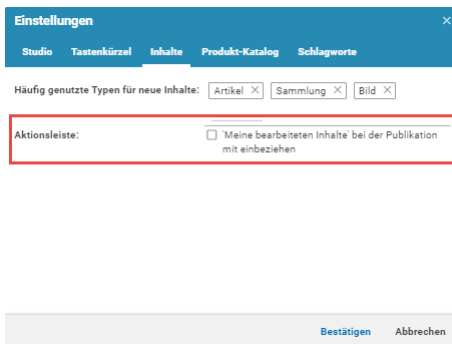 Einstellungen
Studio Tastenkürzel Inhalte Produkt-Katalog Schlagworte
Häufig genutzte Typen für neue Inhalte: Artikel Sammlung Bild
Aktionsleiste: 'Meine bearbeiteten Inhalte' bei der Publikation
mit einbeziehen
Bestätigen Abbrechen